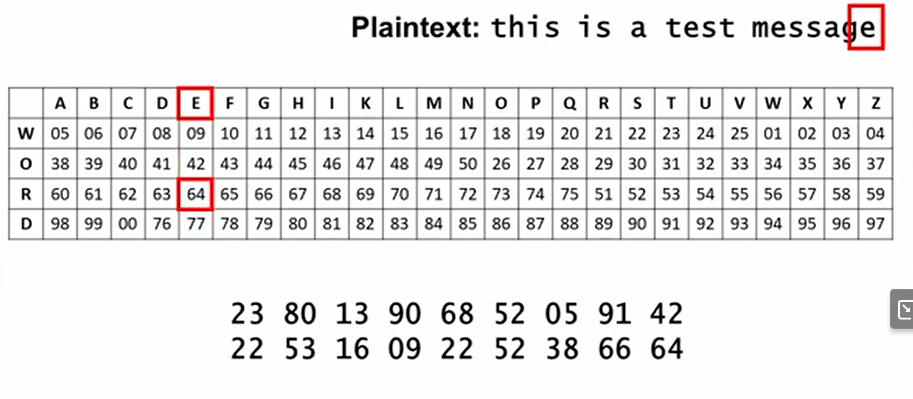 Plaintext: this is a test message
A B C D E F G H I K L M N O P Q R S T U V W X Y Z
W 05 06 07 08 09 10 11 12 13 14 15 16 17 18 19 20 21 22 23 24 25 01 02 03 04
O 38 39 40 41 42 43 44 45 46 47 48 49 50 26 27 28 29 30 31 32 33 34 35 36 37
R 60 61 62 63 64 65 66 67 68 69 70 71 72 73 74 75 51 52 53 54 55 56 57 58 59
D 98 99 00 76 77 78 79 80 81 82 83 84 85 86 87 88 89 90 91 92 93 94 95 96 97
23 80 13 90 68 52 05 91 42
22 53 16 09 22 52 38 66 64